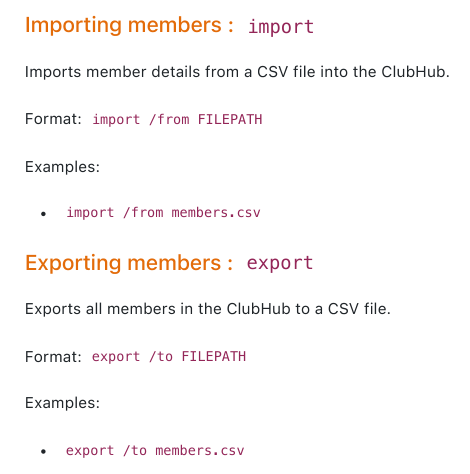 Importing members : import
Imports member details from a CSV file into the ClubHub.
Format: import /from FILEPATH
Examples:
• import /from members.csv
Exporting members : export
Exports all members in the ClubHub to a CSV file.
Format: export /to FILEPATH
Examples:
• export /to members.csv